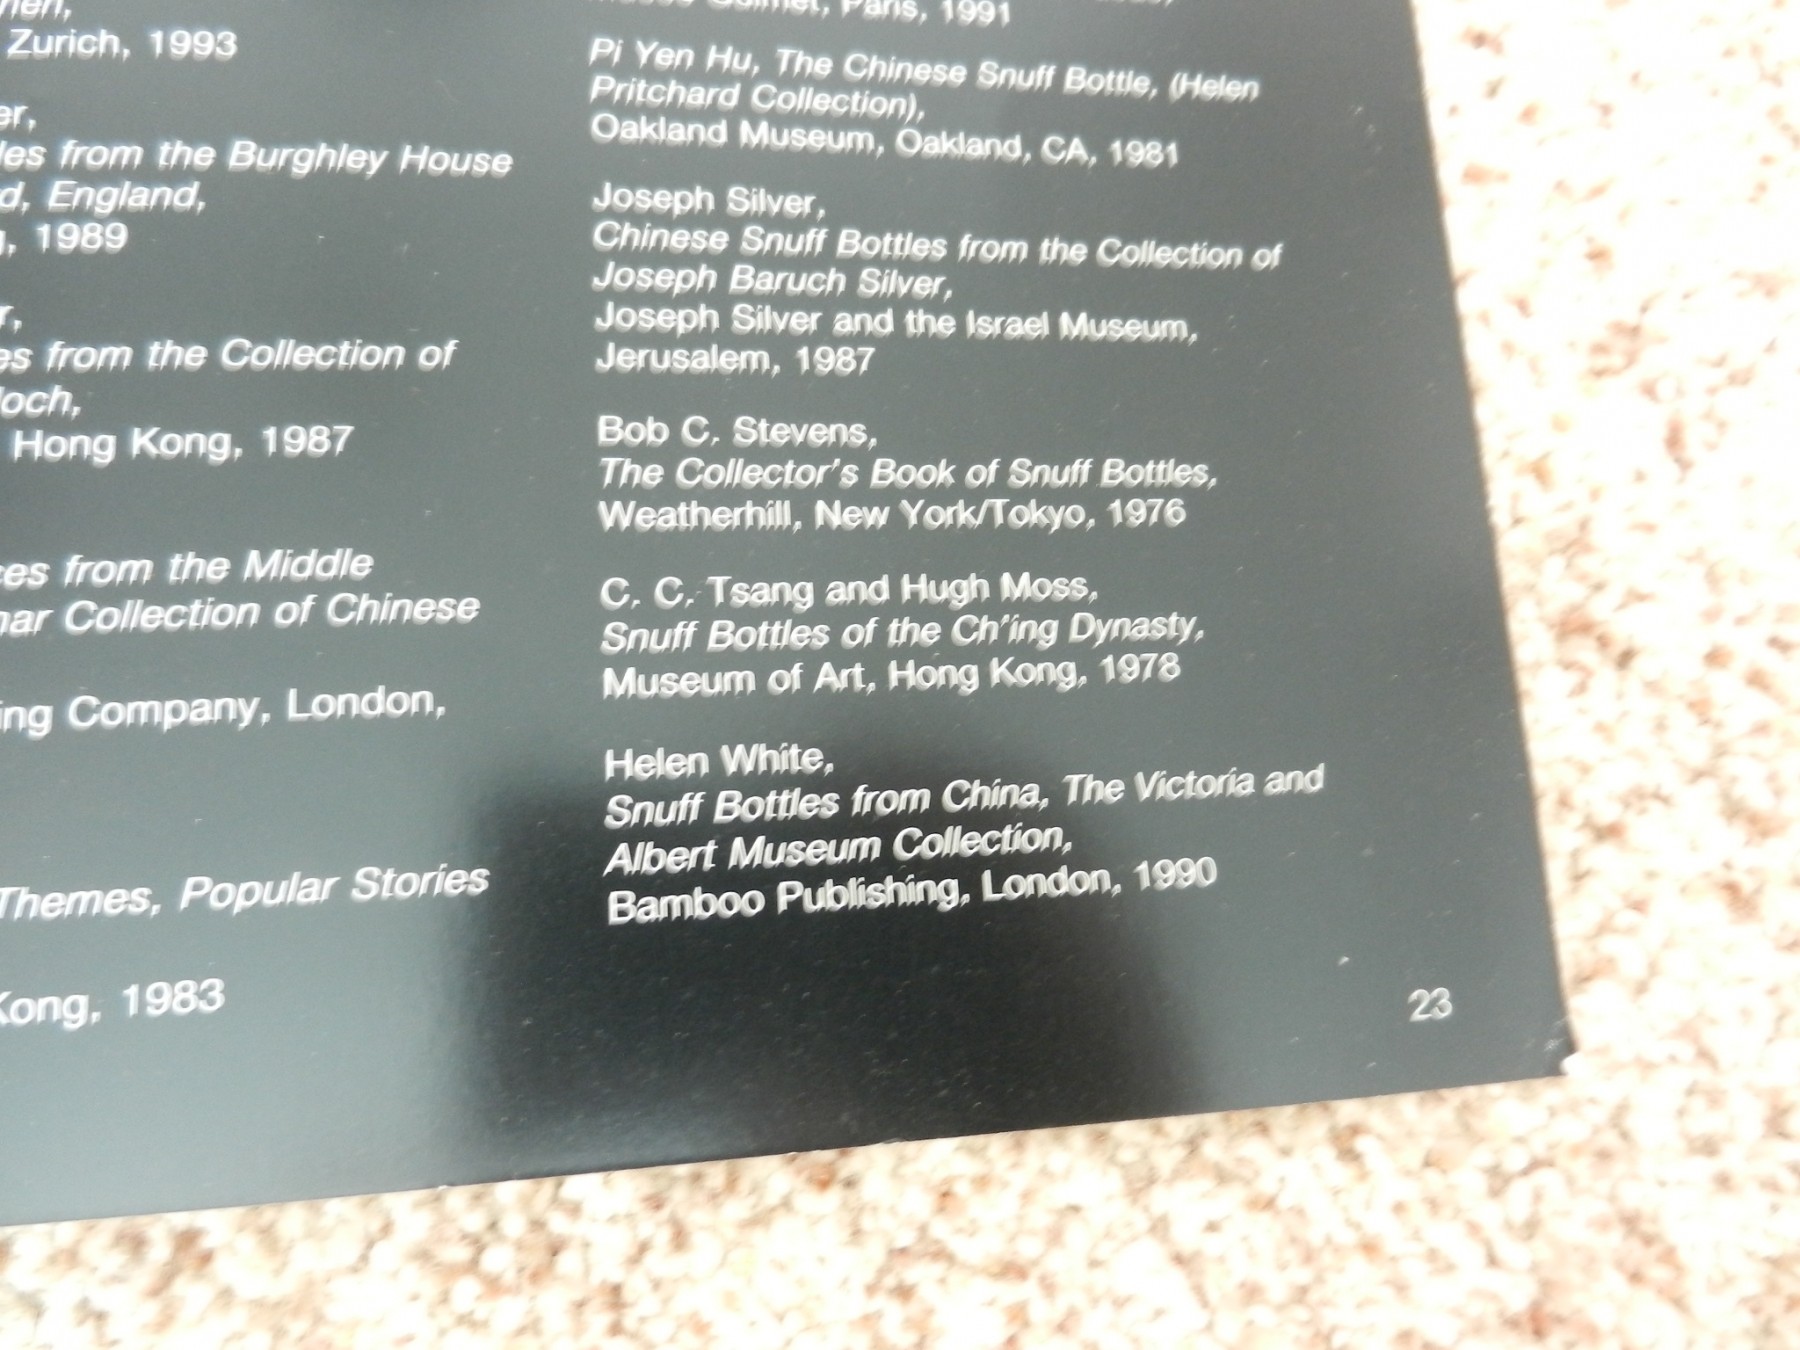 Zurich, 1993
les from the Burghley House
d, England,
, 1989
es from the Collection of
loch,
Hong Kong, 1987
from the Middle
Collection of Chinese
ing Company, London,
Themes, Popular Stories
Kong, 1983
Paris, 1991
Pi Yen Hu, The Chinese Snuff Bottle, (Helen
Pritchard Collection),
Oakland Museum, Oakland, CA, 1981
Joseph Silver,
Chinese Snuff Bottles from the Collection of
Joseph Baruch Silver,
Joseph Silver and the Israel Museum,
Jerusalem, 1987
Bob C. Stevens,
The Collector's Book of Snuff Bottles,
Weatherhill, New York/Tokyo, 1976
C. C. Tsang and Hugh Moss,
Snuff Bottles of the Ch'ing Dynasty,
Museum of Art, Hong Kong, 1978
Helen White,
Snuff Bottles from China, The Victoria and
Albert Museum Collection,
Bamboo Publishing, London, 1990
23